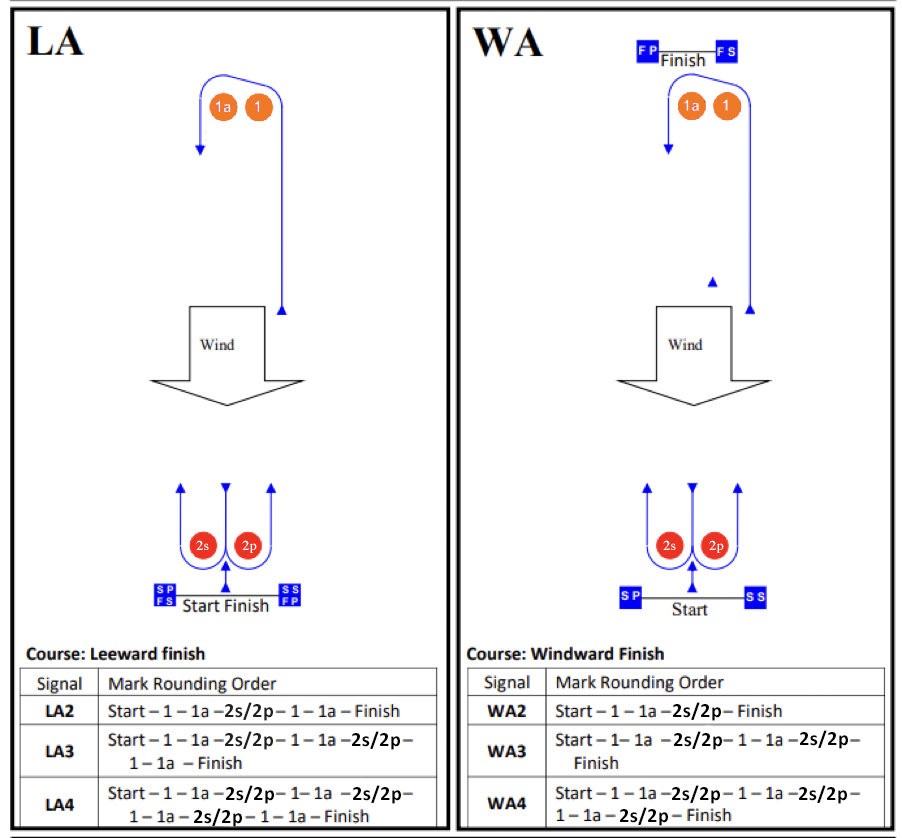 LA
1a 1
Wind
2s 2p
S P
F S
Start Finish
S S
F P
Course: Leeward finish
Signal Mark Rounding Order
LA2 Start – 1 – 1a –2s/2p– 1 – 1a – Finish
LA3 Start – 1 – 1a –2s/2p– 1 – 1a –2s/2p–
1 – 1a – Finish
LA4 Start – 1 – 1a –2s/2p– 1– 1a –2s/2p–
1 – 1a – 2s/2p – 1 – 1a – Finish
WA
F P Finish F S
1a 1
Wind
2s 2p
S P Start S S
Course: Windward Finish
Signal Mark Rounding Order
WA2 Start – 1 – 1a –2s/2p– Finish
WA3 Start – 1– 1a –2s/2p– 1 – 1a –2s/2p–
Finish
WA4 Start – 1 – 1a –2s/2p– 1 – 1a –2s/2p–
1 – 1a – 2s/2p – Finish